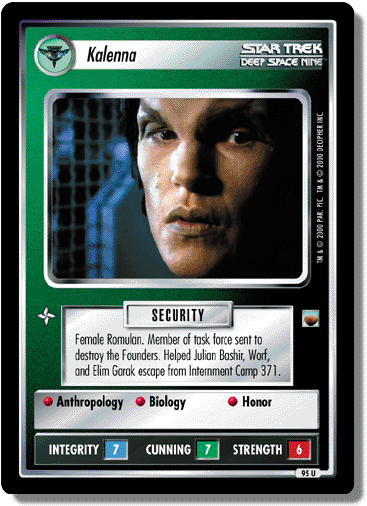 Kalenna
STAR TREK
DEEP SPACE NINE™
™ & © 2000 PAR. PIC. TM & © 2000 DECIPHER INC.
SECURITY
Female Romulan. Member of task force sent to
destroy the Founders. Helped Julian Bashir, Worf,
and Elim Garak escape from Internment Camp 371.
Anthropology Biology Honor
INTEGRITY 7 CUNNING 7 STRENGTH 6
95 U